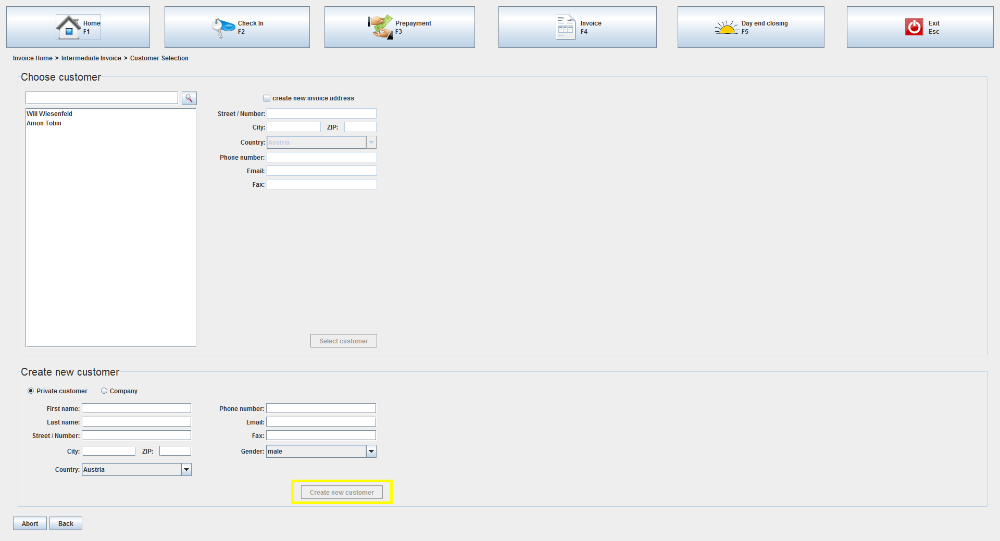 Home
F1
Check In
F2
Prepayment
F3
Invoice
F4
Day end closing
F5
Exit
Esc
Invoice Home > Intermediate Invoice > Customer Selection
Choose customer
create new invoice address
Will Wiesenfeld
Amon Tobin
Street / Number:
City:
ZIP:
Country:
Austria
Phone number:
Email:
Fax:
Select customer
Create new customer
Private customer
Company
First name:
Phone number:
Last name:
Email:
Street / Number:
Fax:
City:
ZIP:
Gender:
male
Country:
Austria
Create new customer
Abort
Back